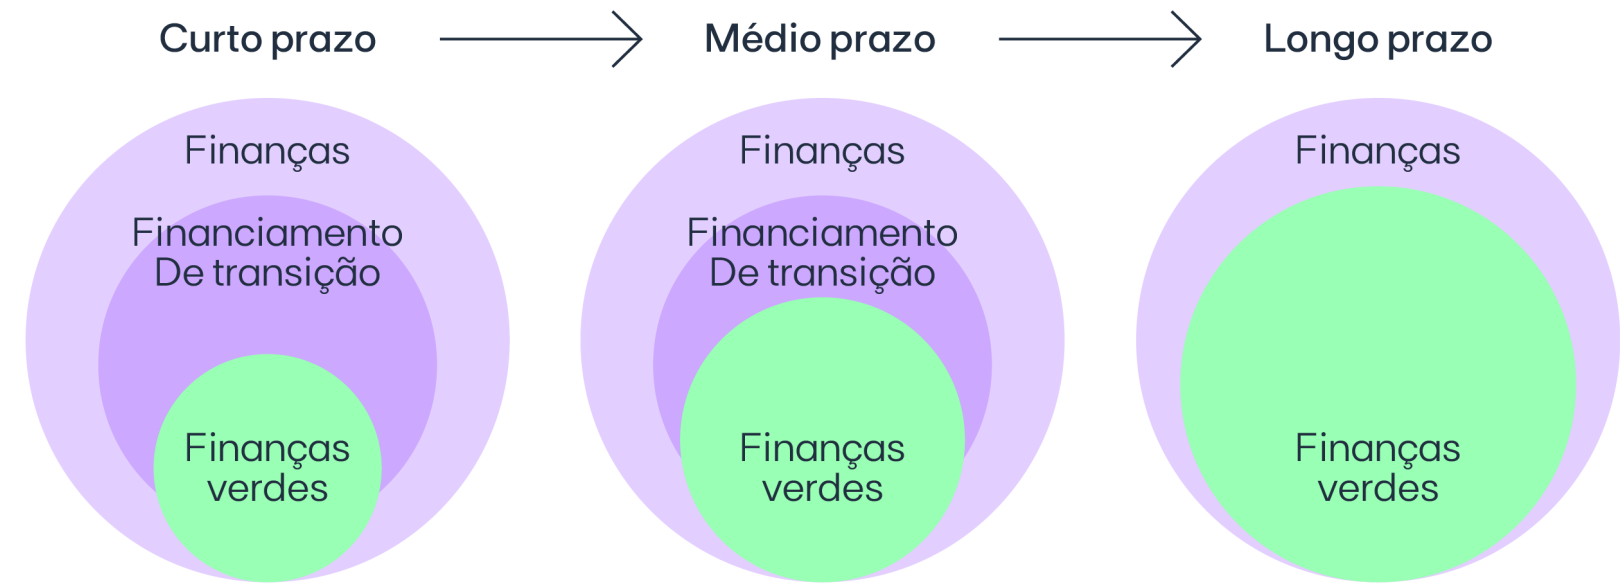 Curto prazo
Médio prazo
Longo prazo
Finanças
Financiamento
De transição
Finanças
verdes
Finanças
Financiamento
De transição
Finanças
verdes
Finanças
Finanças
verdes